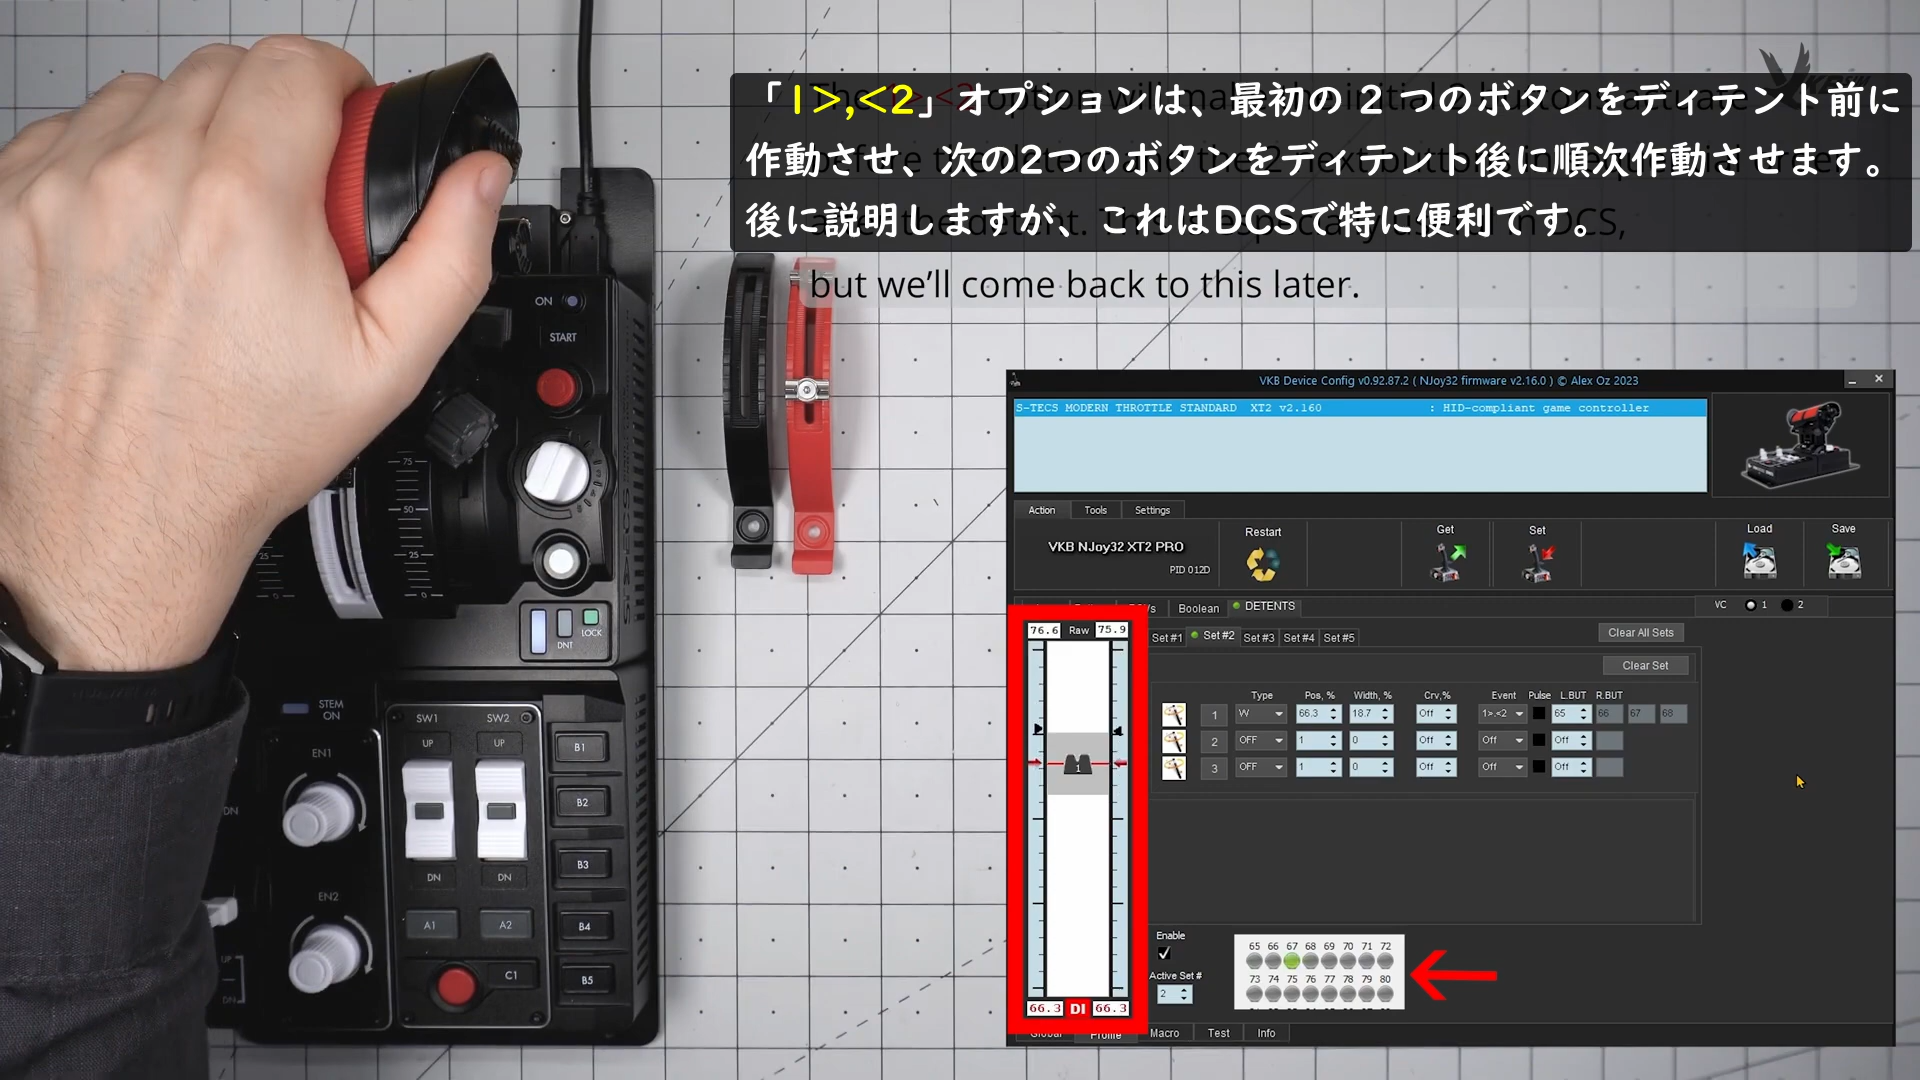 「1>,<2」オプションは、最初の２つのボタンをディテント前に
作動させ、次の2つのボタンをディテント後に順次作動させます。
後に説明しますが、これはDCSで特に便利です。
but we’ll come back to this later.
ON
START
75
50
25
0
25
0
DNT
LOCK
STEM
ON
SW1
SW2
UP
UP
EN1
B1
B2
DN
B3
DN
DN
EN2
A1
A2
B4
UP
C1
B5
DN
VKB Device Config v0.92.87.2 ( NJoy32 firmware v2.16.0 ) © Alex Oz 2023
S-TECS MODERN THROTTLE STANDARD XT2 v2.160 : HID-compliant game controller
Action Tools Settings
VKB NJoy32 XT2 PRO
PID 012D
Restart
Get
Set
Load
Save
Boolean DETENTS
VC 1 2
76.6 Raw 75.9
Set #1 Set #2 Set #3 Set #4 Set #5
Clear All Sets
Clear Set
Type Pos, % Width, % Crv,% Event Pulse L.BUT R.BUT
1 W 66.3 18.7 Off 1>.<2 65 66 67 68
2 OFF 1 0 Off Off Off
3 OFF 1 0 Off Off Off
1
Enable
Active Set #
2
65 66 67 68 69 70 71 72
73 74 75 76 77 78 79 80
66.3 DI 66.3
Global Profile Macro Test Info